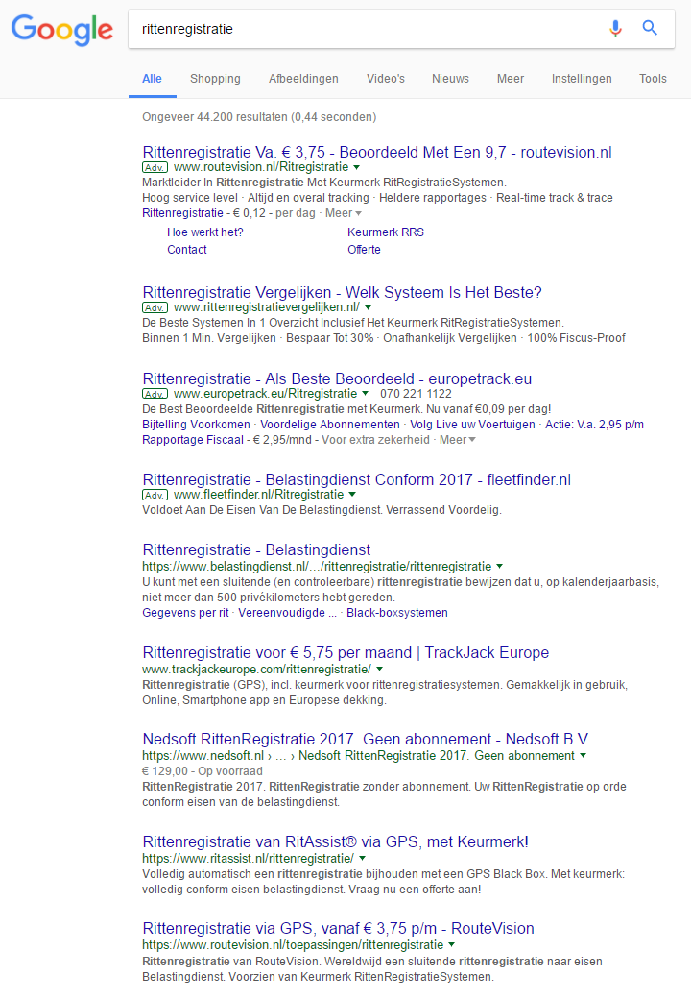 Google
rittenregistratie
Alle Shopping Afbeeldingen Video's Nieuws Meer Instellingen Tools
Ongeveer 44.200 resultaten (0,44 seconden)
Rittenregistratie Va. € 3,75 - Beoordeeld Met Een 9,7 - routevision.nl
Adv. www.routevision.nl/Ritregistratie
Marktleider In Rittenregistratie Met Keurmerk RitRegistratieSystemen.
Hoog service level · Altijd en overal tracking · Heldere rapportages · Real-time track & trace
Rittenregistratie - € 0,12 - per dag · Meer
Hoe werkt het? Keurmerk RRS
Contact Offerte
Rittenregistratie Vergelijken - Welk Systeem Is Het Beste?
Adv. www.rittenregistratievergelijken.nl/
De Beste Systemen In 1 Overzicht Inclusief Het Keurmerk RitRegistratieSystemen.
Binnen 1 Min. Vergelijken · Bespaar Tot 30% · Onafhankelijk Vergelijken · 100% Fiscus-Proof
Rittenregistratie - Als Beste Beoordeeld - europetrack.eu
Adv. www.europetrack.eu/Ritregistratie 070 221 1122
De Best Beoordeelde Rittenregistratie met Keurmerk. Nu vanaf €0,09 per dag!
Bijtelling Voorkomen · Voordelige Abonnementen · Volg Live uw Voertuigen · Actie: V.a. 2,95 p/m
Rapportage Fiscaal - € 2,95/mnd - Voor extra zekerheid · Meer
Rittenregistratie - Belastingdienst Conform 2017 - fleetfinder.nl
Adv. www.fleetfinder.nl/Ritregistratie
Voldoet Aan De Eisen Van De Belastingdienst. Verrassend Voordelig.
Rittenregistratie - Belastingdienst
https://www.belastingdienst.nl/.../rittenregistratie/rittenregistratie
U kunt met een sluitende (en controleerbare) rittenregistratie bewijzen dat u, op kalenderjaarbasis,
niet meer dan 500 privékilometers hebt gereden.
Gegevens per rit · Vereenvoudigde ... · Black-boxsystemen
Rittenregistratie voor € 5,75 per maand | TrackJack Europe
www.trackjackeurope.com/rittenregistratie/
Rittenregistratie (GPS), incl. keurmerk voor rittenregistratiesystemen. Gemakkelijk in gebruik,
Online, Smartphone app en Europese dekking.
Nedsoft RittenRegistratie 2017. Geen abonnement - Nedsoft B.V.
https://www.nedsoft.nl › ... › Nedsoft RittenRegistratie 2017. Geen abonnement
€ 129,00 - Op voorraad
RittenRegistratie 2017. RittenRegistratie zonder abonnement. Uw RittenRegistratie op orde
conform eisen van de belastingdienst.
Rittenregistratie van RitAssist® via GPS, met Keurmerk!
https://www.ritassist.nl/rittenregistratie/
Volledig automatisch een rittenregistratie bijhouden met een GPS Black Box. Met keurmerk:
volledig conform eisen belastingdienst. Vraag nu een offerte aan!
Rittenregistratie via GPS, vanaf € 3,75 p/m - RouteVision
https://www.routevision.nl/toepassingen/rittenregistratie
Rittenregistratie van RouteVision. Wereldwijd een sluitende rittenregistratie naar eisen
Belastingdienst. Voorzien van Keurmerk RittenRegistratieSystemen.